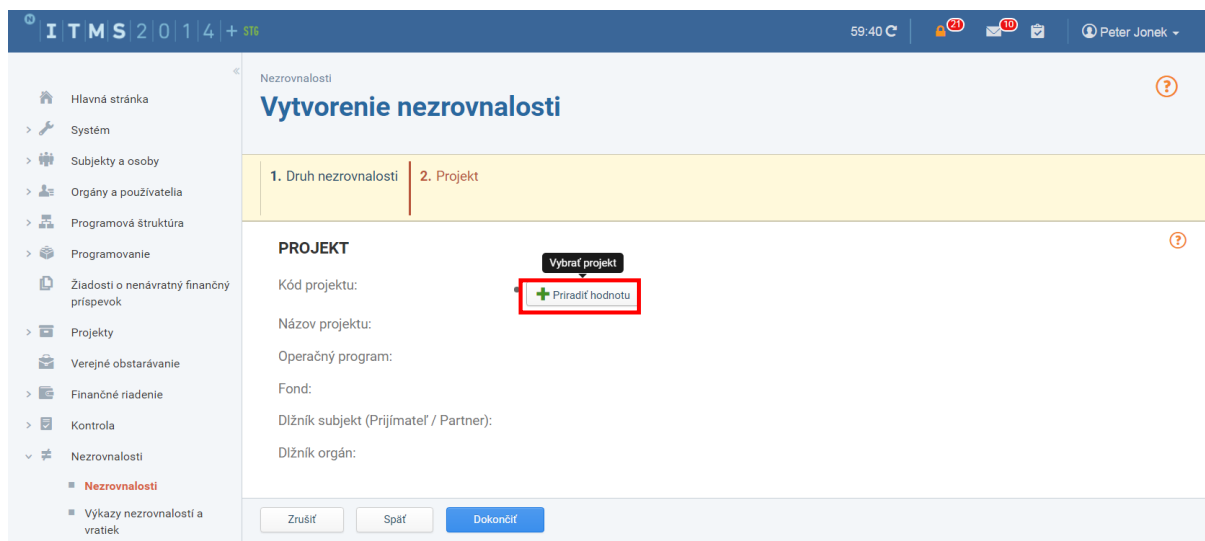 ITMS2014+ STG
59:40
21
10
Peter Jonek
Hlavná stránka
Systém
Subjekty a osoby
Orgány a používatelia
Programová štruktúra
Programovanie
Žiadosti o nenávratný finančný
príspevok
Projekty
Verejné obstarávanie
Finančné riadenie
Kontrola
Nezrovnalosti
Nezrovnalosti
Výkazy nezrovnalostí a
vratiek
Nezrovnalosti
Vytvorenie nezrovnalosti
1. Druh nezrovnalosti
2. Projekt
PROJEKT
Vybrať projekt
Kód projektu:
Priradiť hodnotu
Názov projektu:
Operačný program:
Fond:
Dlžník subjekt (Prijímateľ / Partner):
Dlžník orgán:
Zrušiť
Späť
Dokončiť